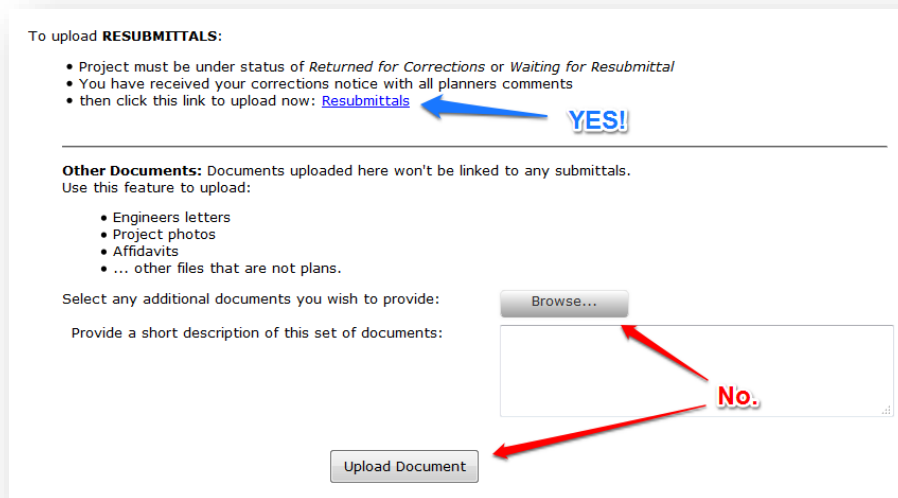 To upload RESUBMITTALS:
• Project must be under status of Returned for Corrections or Waiting for Resubmittal
• You have received your corrections notice with all planners comments
• then click this link to upload now: Resubmittals
YES!
Other Documents: Documents uploaded here won't be linked to any submittals.
Use this feature to upload:
• Engineers letters
• Project photos
• Affidavits
• ... other files that are not plans.
Select any additional documents you wish to provide:
Browse...
Provide a short description of this set of documents:
No.
Upload Document